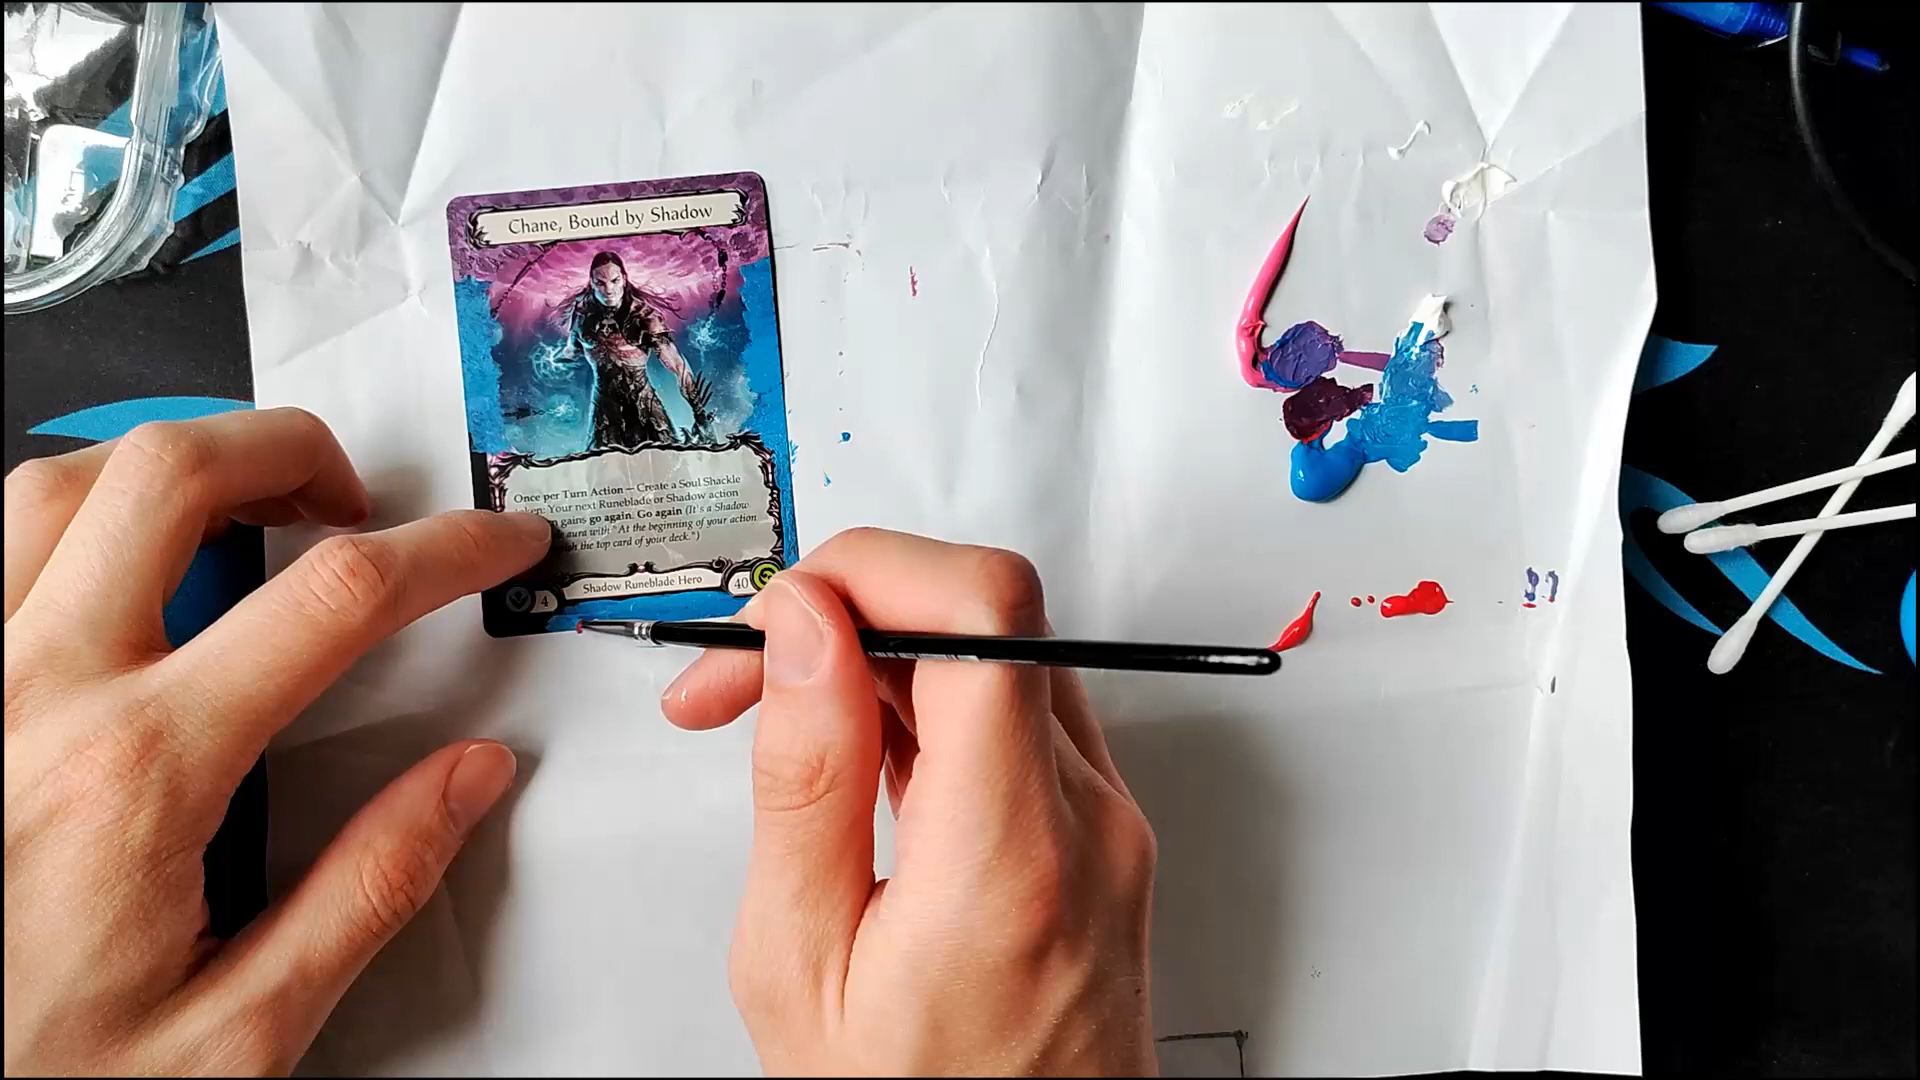 Chane, Bound by Shadow
Once per Turn Action — Create a Soul Shackle
token: Your next Runeblade or Shadow action
gains go again. Go again (It's a Shadow
aura with "At the beginning of your action
the top card of your deck.")
4
Shadow Runeblade Hero
40